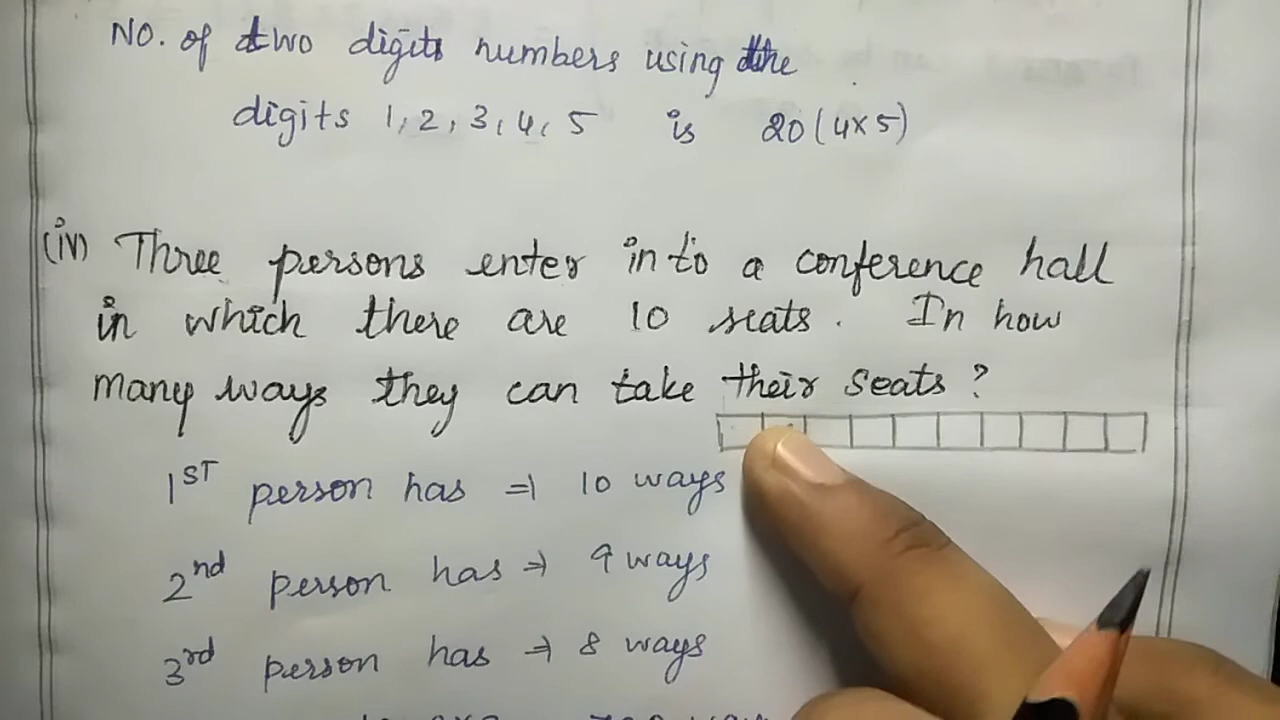 No. of two digits numbers using the
digits 1, 2, 3, 4, 5 is 20 (4×5)
(iv) Three persons enter in to a conference hall
in which there are 10 seats. In how
many ways they can take their seats?
1ST person has ⇒ 10 ways
2nd person has ⇒ 9 ways
3rd person has ⇒ 8 ways